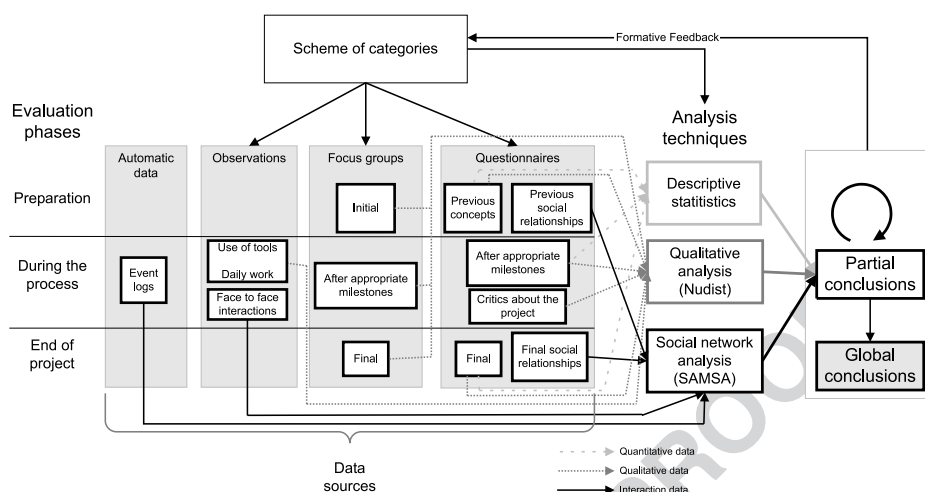 Scheme of categories
Formative Feedback
Evaluation
phases
Analysis
techniques
Automatic
data
Observations
Focus groups
Questionnaires
Preparation
Initial
Previous
concepts
Previous
social
relationships
Descriptive
statitistics
During the
process
Event
logs
Use of tools
Daily work
Face to face
interactions
After appropriate
milestones
After appropriate
milestones
Critics about the
project
Qualitative
analysis
(Nudist)
Partial
conclusions
End of
project
Final
Final
Final social
relationships
Social network
analysis
(SAMSA)
Global
conclusions
Data
sources
Quantitative data
Qualitative data
Interaction data
PROOF